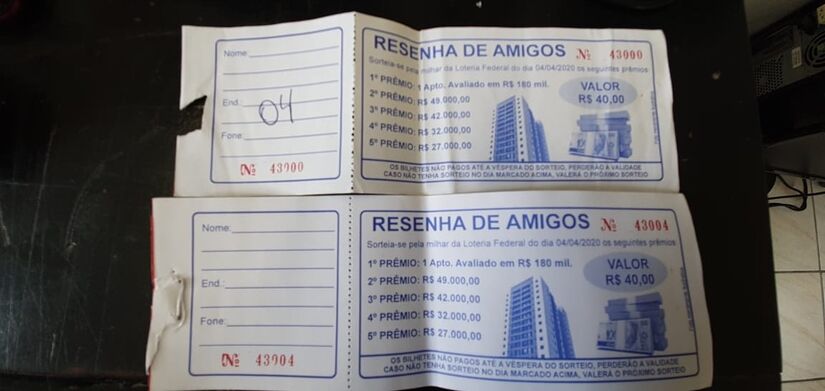 Nome:
End.: 04
Fone:
Nº 43000
RESENHA DE AMIGOS Nº 43000
Sorteia-se pela milhar da Loteria Federal do dia 04/04/2020 os seguintes prêmios
1º PRÊMIO: 1 Apto. Avaliado em R$ 180 mil.
2º PRÊMIO: R$ 49.000,00
3º PRÊMIO: R$ 42.000,00
4º PRÊMIO: R$ 32.000,00
5º PRÊMIO: R$ 27.000,00
VALOR
R$ 40,00
OS BILHETES NÃO PAGOS ATÉ A VÉSPERA DO SORTEIO, PERDERÃO A VALIDADE
CASO NÃO TENHA SORTEIO NO DIA MARCADO ACIMA, VALERÁ O PRÓXIMO SORTEIO
Nome:
End.:
Fone:
Nº 43004
RESENHA DE AMIGOS Nº 43004
Sorteia-se pela milhar da Loteria Federal do dia 04/04/2020 os seguintes prêmios
1º PRÊMIO: 1 Apto. Avaliado em R$ 180 mil.
2º PRÊMIO: R$ 49.000,00
3º PRÊMIO: R$ 42.000,00
4º PRÊMIO: R$ 32.000,00
5º PRÊMIO: R$ 27.000,00
VALOR
R$ 40,00
OS BILHETES NÃO PAGOS ATÉ A VÉSPERA DO SORTEIO, PERDERÃO A VALIDADE
CASO NÃO TENHA SORTEIO NO DIA MARCADO ACIMA, VALERÁ O PRÓXIMO SORTEIO